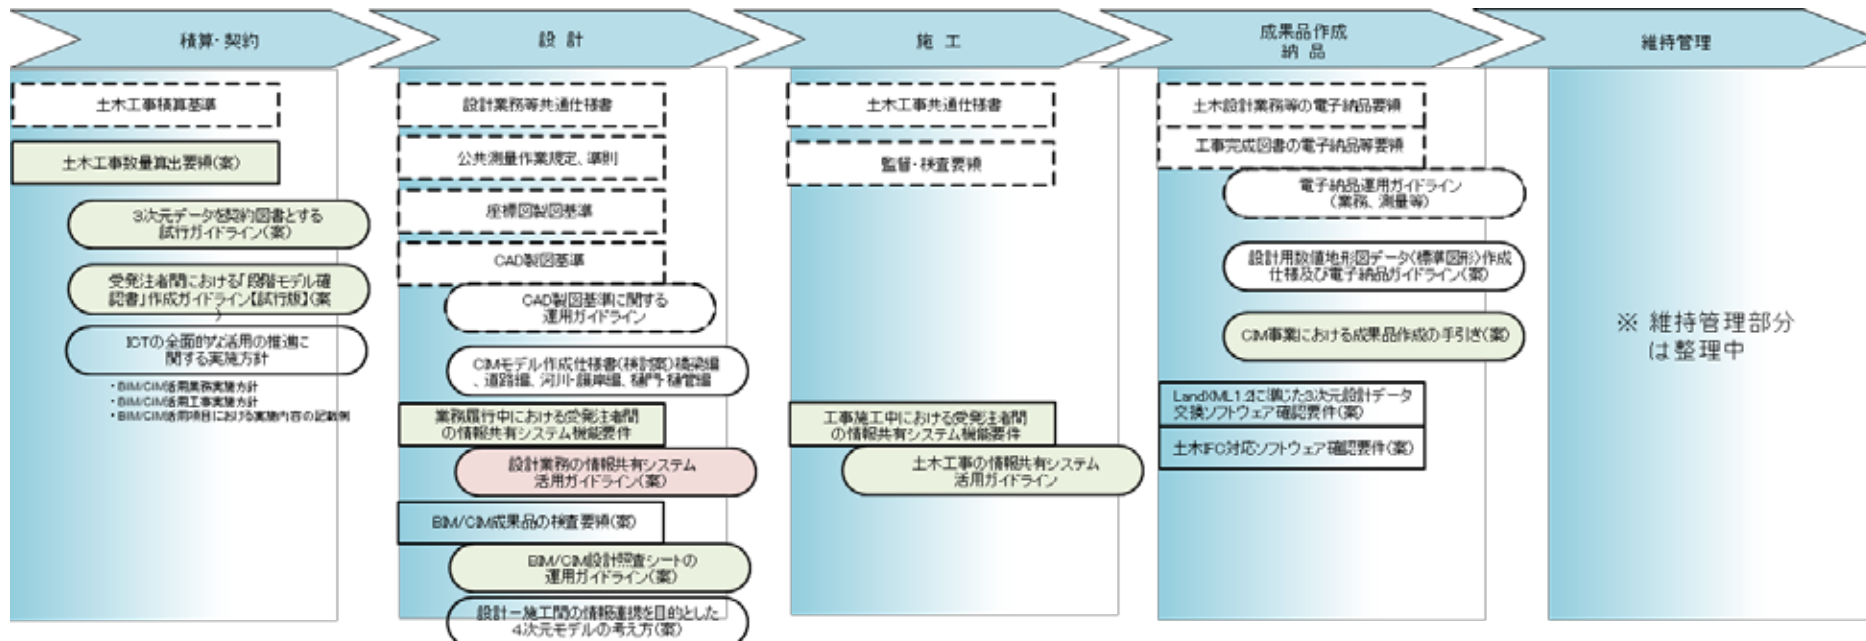 積算・契約
設 計
施 工
成果品作成
納 品
維持管理
土木工事積算基準
土木工事数量算出要領(案)
3次元データを契約図書とする
試行ガイドライン(案)
受発注者間における「段階モデル確
認書」作成ガイドライン【試行版】(案
)
ICTの全面的な活用の推進に
関する実施方針
・BIM/CIM活用業務実施方針
・BIM/CIM活用工事実施方針
・BIM/CIM活用項目における実施内容の記載例
設計業務等共通仕様書
公共測量作業規定、準則
座標図製図基準
CAD製図基準
CAD製図基準に関する
運用ガイドライン
CIMモデル作成仕様書(検討案)橋梁編
、道路編、河川・護岸編、樋門・樋管編
業務履行中における受発注者間
の情報共有システム機能要件
設計業務の情報共有システム
活用ガイドライン(案)
BIM/CIM成果品の検査要領(案)
BIM/CIM設計照査シートの
運用ガイドライン(案)
設計－施工間の情報連携を目的とした
4次元モデルの考え方(案)
土木工事共通仕様書
監督・検査要領
工事施工中における受発注者間
の情報共有システム機能要件
土木工事の情報共有システム
活用ガイドライン
土木設計業務等の電子納品要領
工事完成図書の電子納品等要領
電子納品運用ガイドライン
(業務、測量等)
設計用数値地形図データ(標準図形)作成
仕様及び電子納品ガイドライン(案)
CIM事業における成果品作成の手引き(案)
LandXML1.2に準じた3次元設計データ
交換ソフトウェア確認要件(案)
土木IFC対応ソフトウェア確認要件(案)
※ 維持管理部分
は整理中